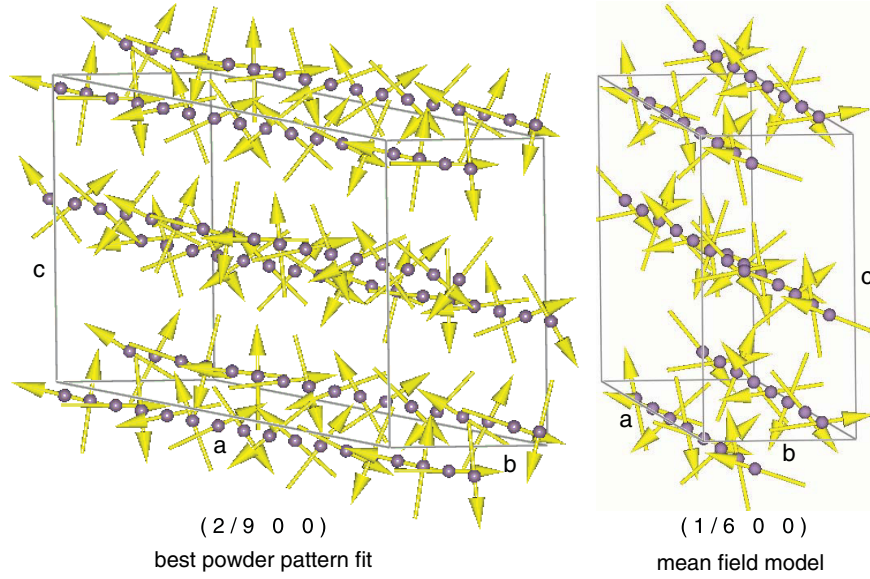 c
a
b
c
a
b
( 2 / 9 0 0 )
best powder pattern fit
( 1 / 6 0 0 )
mean field model